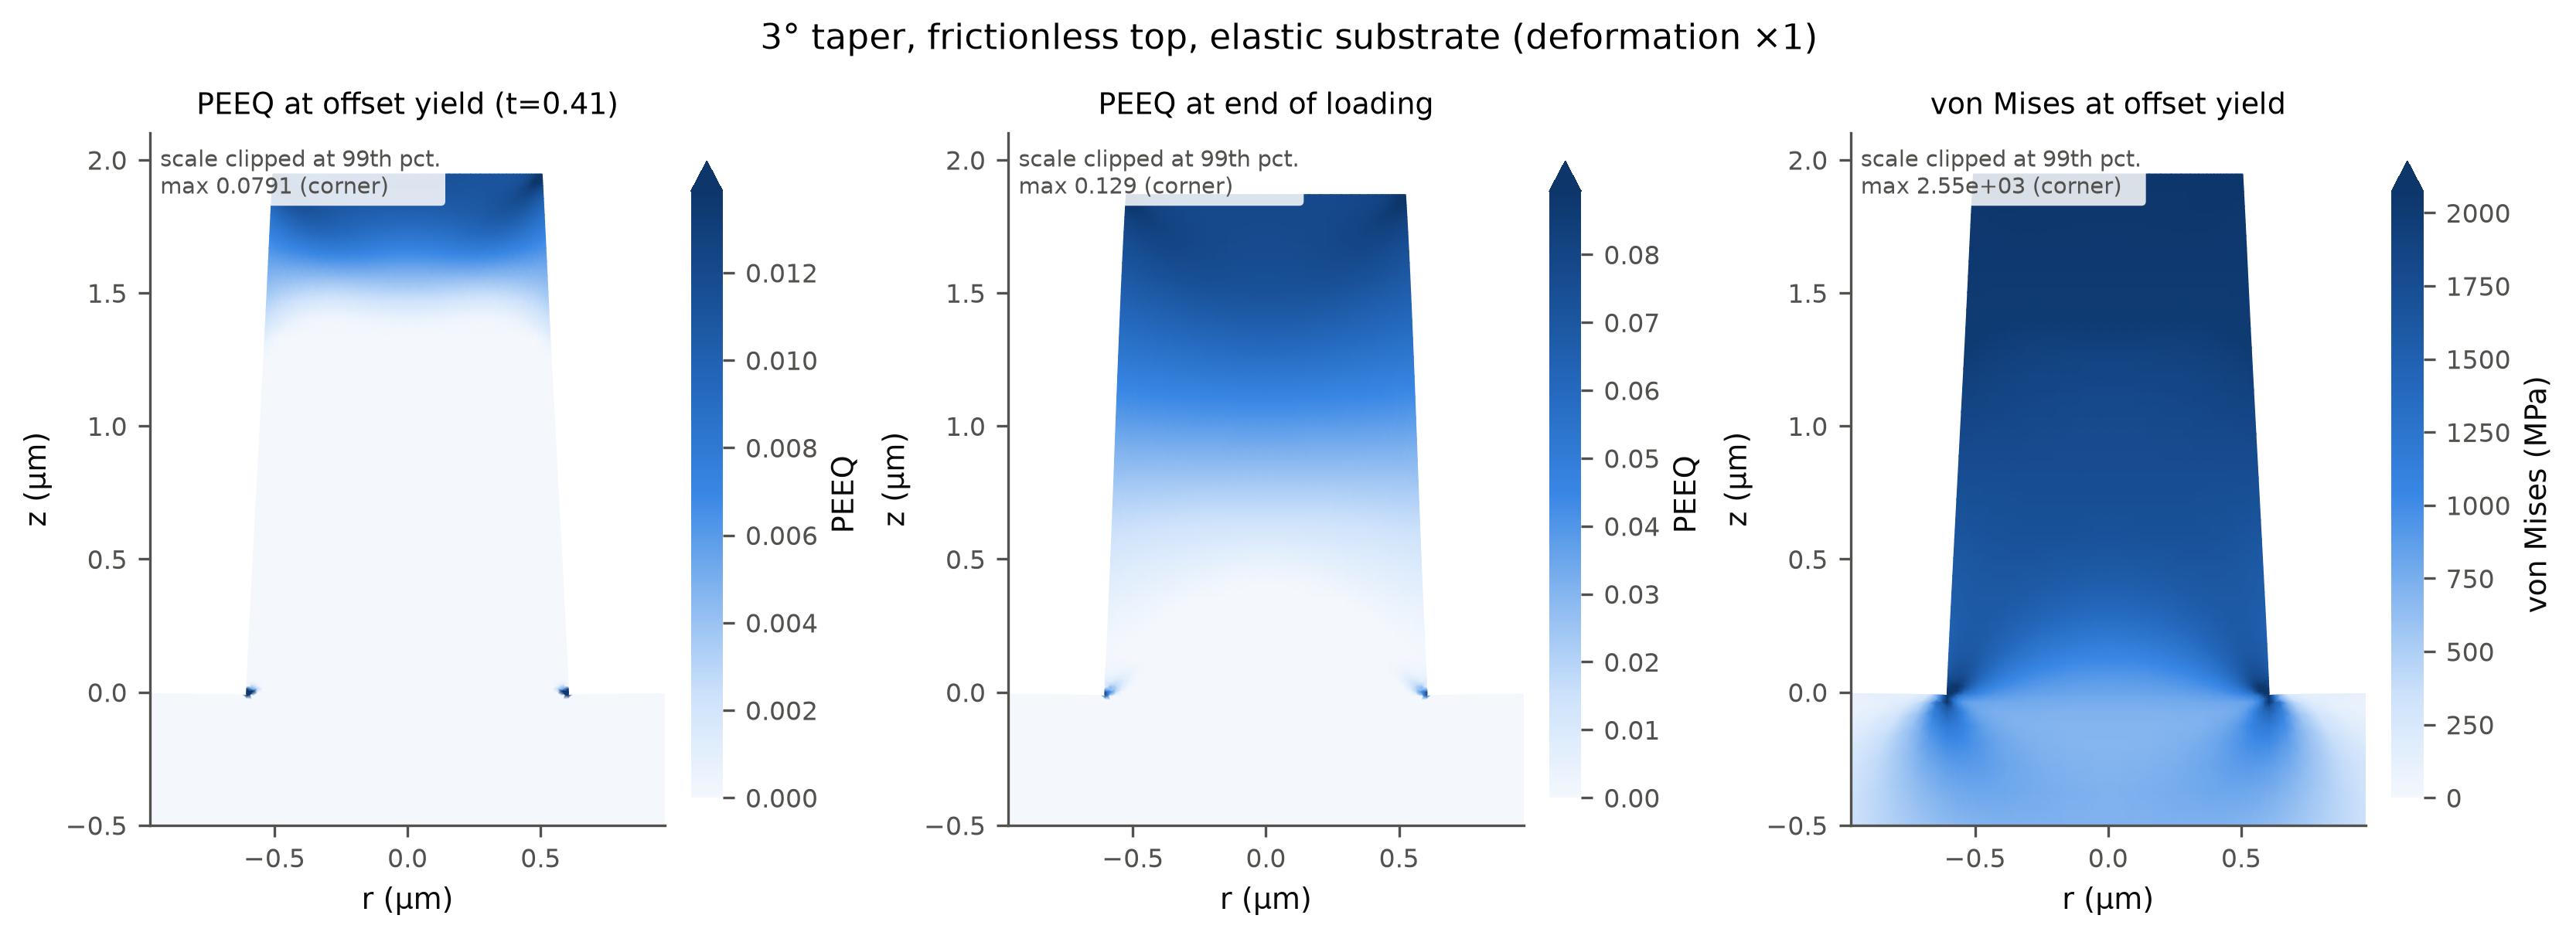 3° taper, frictionless top, elastic substrate (deformation ×1)
PEEQ at offset yield (t=0.41)
scale clipped at 99th pct.
max 0.0791 (corner)
2.0
1.5
1.0
0.5
0.0
−0.5
z (µm)
−0.5
0.0
0.5
r (µm)
0.012
0.010
0.008
0.006
0.004
0.002
0.000
PEEQ
PEEQ at end of loading
scale clipped at 99th pct.
max 0.129 (corner)
2.0
1.5
1.0
0.5
0.0
−0.5
z (µm)
−0.5
0.0
0.5
r (µm)
0.08
0.07
0.06
0.05
0.04
0.03
0.02
0.01
0.00
PEEQ
von Mises at offset yield
scale clipped at 99th pct.
max 2.55e+03 (corner)
2.0
1.5
1.0
0.5
0.0
−0.5
z (µm)
−0.5
0.0
0.5
r (µm)
2000
1750
1500
1250
1000
750
500
250
0
von Mises (MPa)